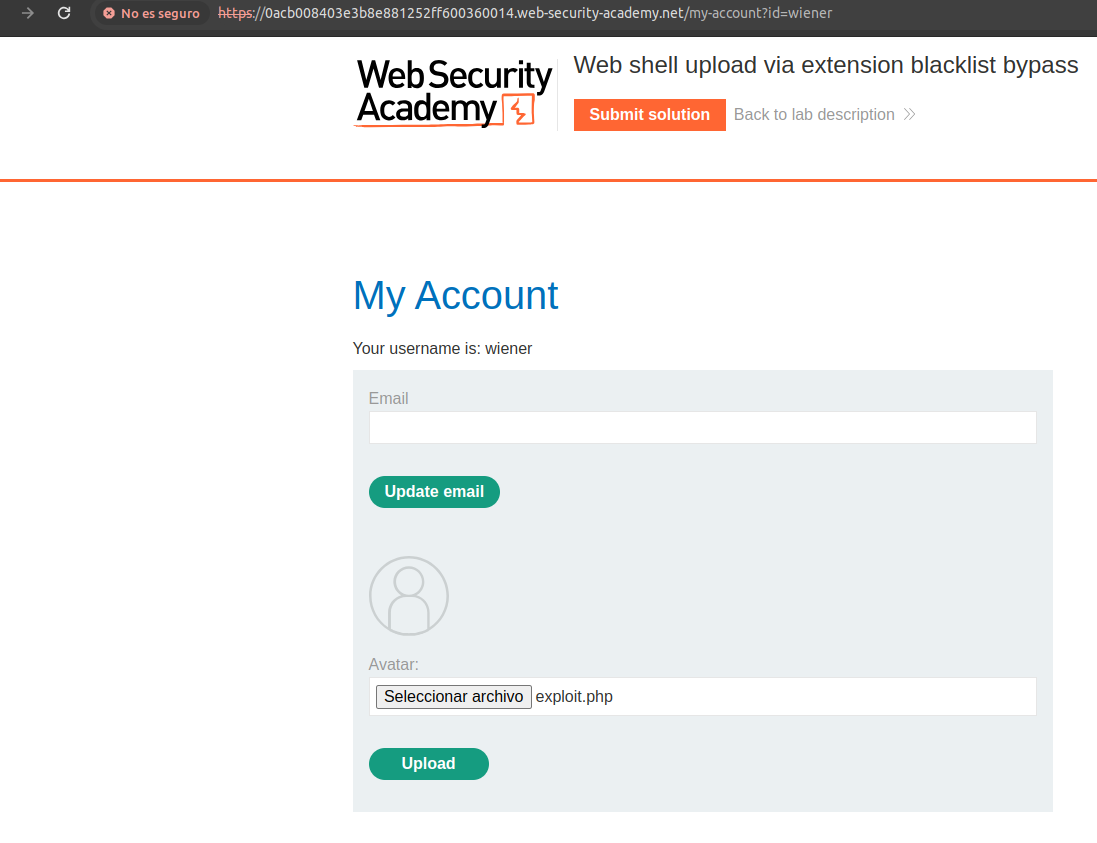 No es seguro https://0acb008403e3b8e881252ff600360014.web-security-academy.net/my-account?id=wiener
Web Security
Academy
Web shell upload via extension blacklist bypass
Submit solution Back to lab description
My Account
Your username is: wiener
Email
Update email
Avatar:
Seleccionar archivo exploit.php
Upload